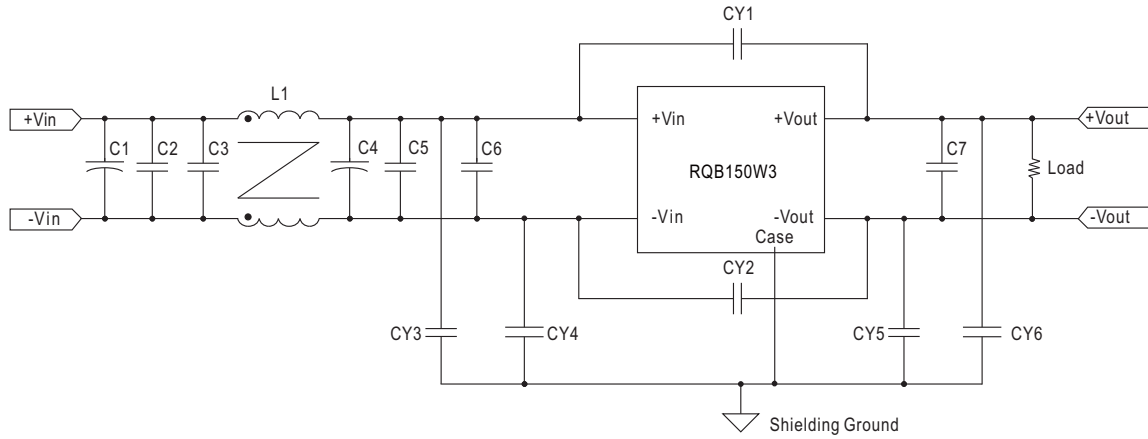 CY1
L1
+Vin
+Vin
+Vout
+Vout
C1
C2
C3
C4
C5
C6
C7
RQB150W3
Load
-Vin
-Vin
-Vout
-Vout
Case
CY2
CY3
CY4
CY5
CY6
Shielding Ground